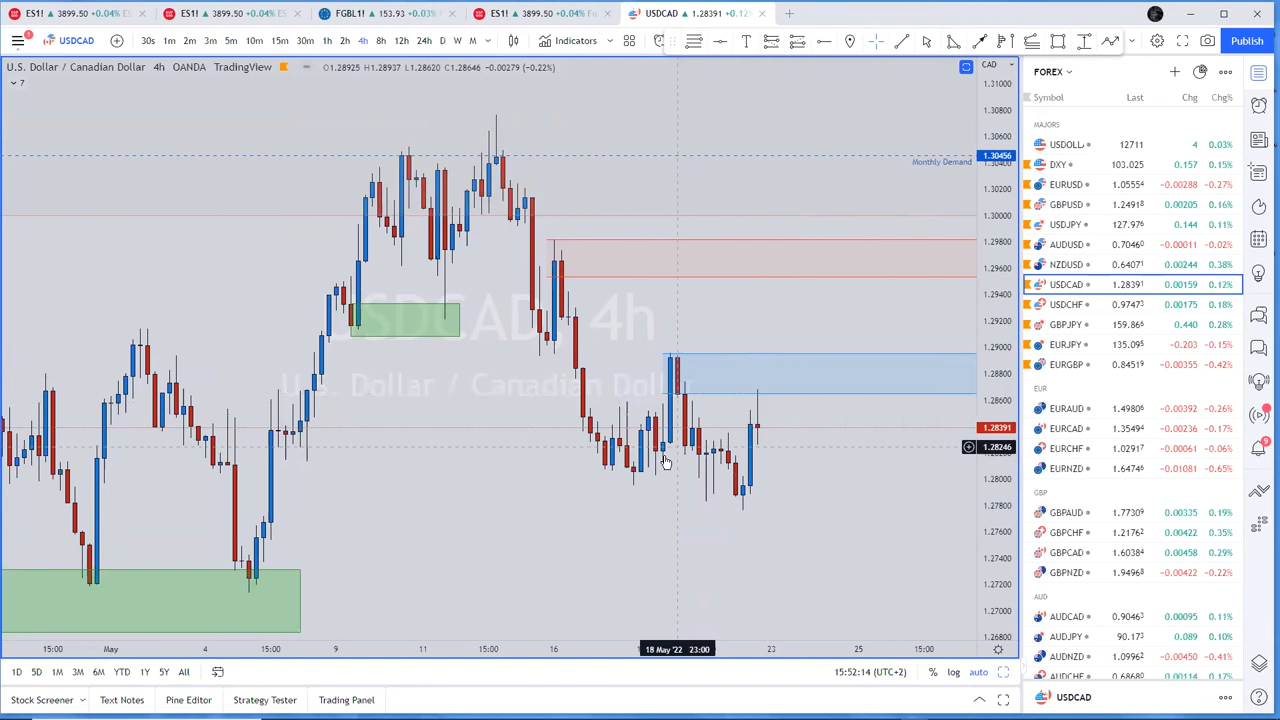 ES1! ▲ 3899.50 +0.04% ES
ES1! ▲ 3899.50 +0.04% ES
FGBL1! ▲ 153.93 +0.03%
ES1! ▲ 3899.50 +0.04% Fu
USDCAD ▲ 1.28391 +0.12%
USDCAD 30s 1h 1m 2m 3m 5m 10m 15m 30m 1h 2h 4h 8h 12h 24h D W M Indicators Publish
U.S. Dollar / Canadian Dollar 4h OANDA TradingView O1.28925 H1.28937 L1.28620 C1.28646 -0.00279 (-0.22%)
7
CAD
1.31000
1.30800
1.30600
1.30456
1.30400
Monthly Demand
1.30200
1.30000
1.29800
1.29600
1.29400
1.29200
1.29000
1.28800
1.28600
1.28391
1.28246
1.28000
1.27800
1.27600
1.27400
1.27200
1.27000
1.26800
USDCAD, 4h
U.S. Dollar / Canadian Dollar
15:00 May 4 15:00 9 11 15:00 16 18 May '22 23:00 23 25 15:00
1D 5D 1M 3M 6M YTD 1Y 5Y All 15:52:14 (UTC+2) % log auto
Stock Screener Text Notes Pine Editor Strategy Tester Trading Panel
FOREX
Symbol Last Chg Chg%
MAJORS
USDOLL 12711 4 0.03%
DXY 103.025 0.157 0.15%
EURUSD 1.05554 -0.00288 -0.27%
GBPUSD 1.24918 0.00205 0.16%
USDJPY 127.976 0.144 0.11%
AUDUSD 0.70460 -0.00011 -0.02%
NZDUSD 0.64071 0.00244 0.38%
USDCAD 1.28391 0.00159 0.12%
USDCHF 0.97473 0.00175 0.18%
GBPJPY 159.866 0.440 0.28%
EURJPY 135.095 -0.203 -0.15%
EURGBP 0.84519 -0.00355 -0.42%
EUR
EURAUD 1.49806 -0.00392 -0.26%
EURCAD 1.35494 -0.00236 -0.17%
EURCHF 1.02917 -0.00061 -0.06%
EURNZD 1.64746 -0.01081 -0.65%
GBP
GBPAUD 1.77309 0.00335 0.19%
GBPCHF 1.21762 0.00422 0.35%
GBPCAD 1.60384 0.00458 0.29%
GBPNZD 1.94968 -0.00422 -0.22%
AUD
AUDCAD 0.90463 0.00095 0.11%
AUDJPY 90.173 0.089 0.10%
AUDNZD 1.10996 -0.00450 -0.41%
AUDCHF 0.68680 0.00114 0.17%
USDCAD
9